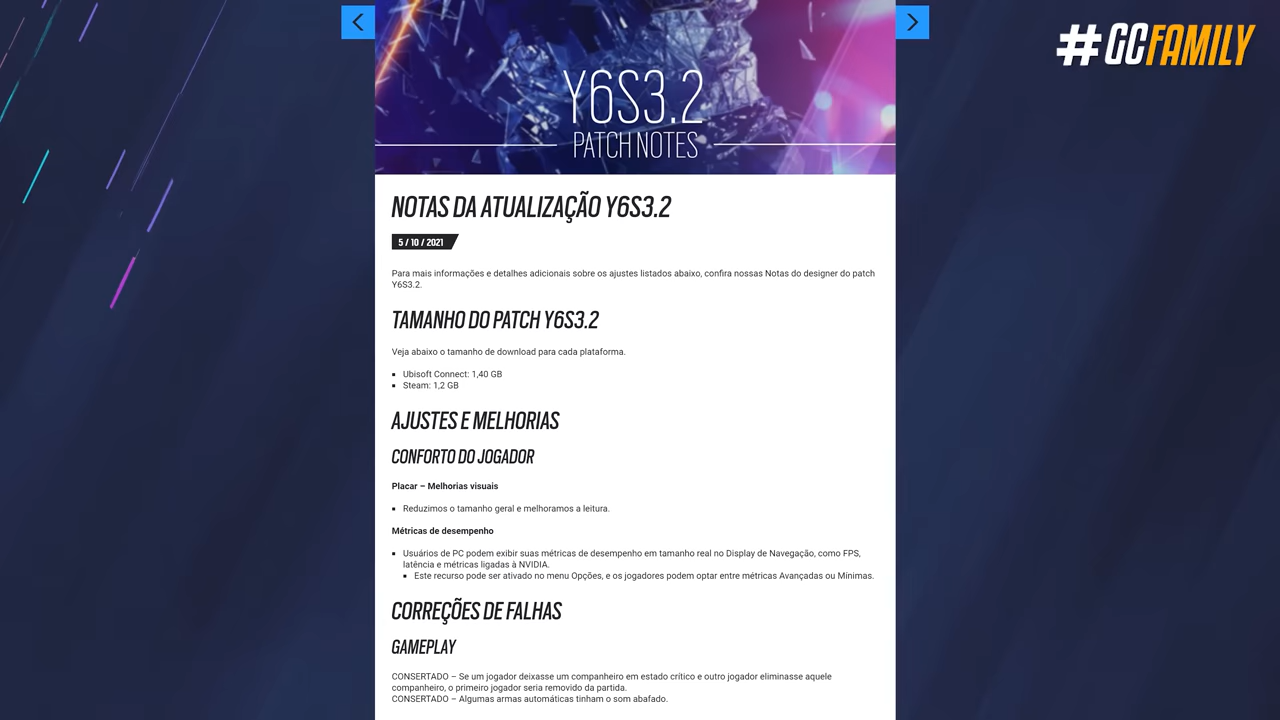 #GCFAMILY
Y6S3.2
PATCH NOTES
NOTAS DA ATUALIZAÇÃO Y6S3.2
5 / 10 / 2021
Para mais informações e detalhes adicionais sobre os ajustes listados abaixo, confira nossas Notas do designer do patch
Y6S3.2.
TAMANHO DO PATCH Y6S3.2
Veja abaixo o tamanho de download para cada plataforma.
▪ Ubisoft Connect: 1,40 GB
▪ Steam: 1,2 GB
AJUSTES E MELHORIAS
CONFORTO DO JOGADOR
Placar – Melhorias visuais
▪ Reduzimos o tamanho geral e melhoramos a leitura.
Métricas de desempenho
▪ Usuários de PC podem exibir suas métricas de desempenho em tamanho real no Display de Navegação, como FPS,
latência e métricas ligadas à NVIDIA.
▪ Este recurso pode ser ativado no menu Opções, e os jogadores podem optar entre métricas Avançadas ou Mínimas.
CORREÇÕES DE FALHAS
GAMEPLAY
CONSERTADO – Se um jogador deixasse um companheiro em estado crítico e outro jogador eliminasse aquele
companheiro, o primeiro jogador seria removido da partida.
CONSERTADO – Algumas armas automáticas tinham o som abafado.